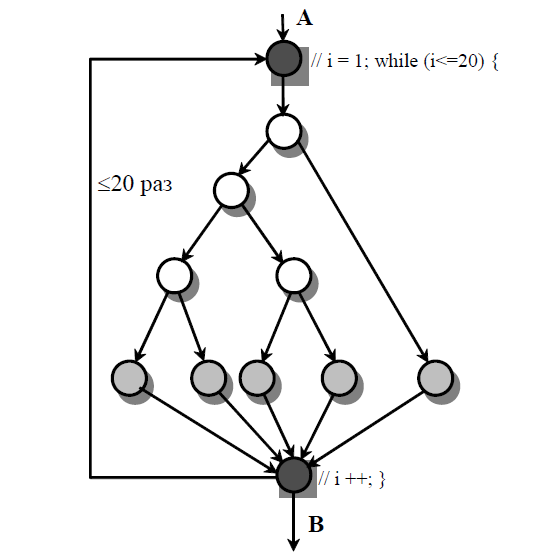 A
// i = 1; while (i<=20) {
≤20 раз
// i ++; }
B